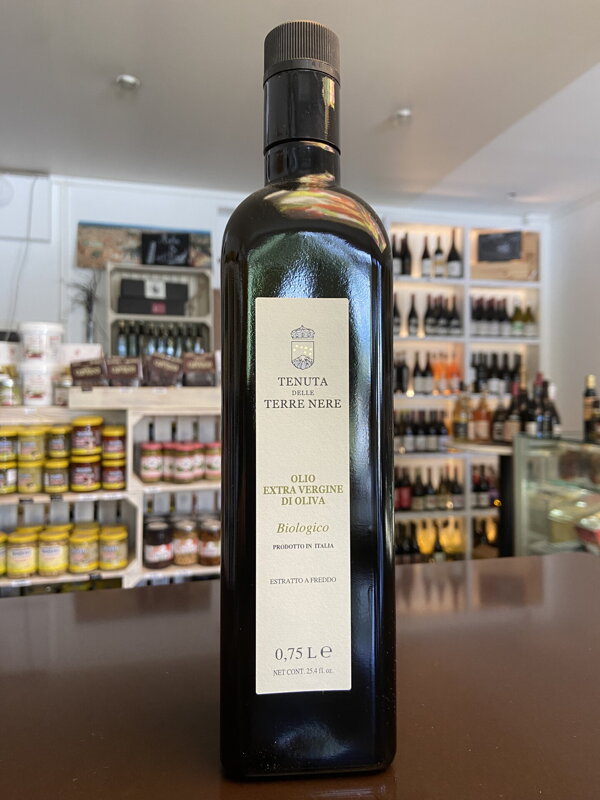 TENUTA
DELLE
TERRE NERE
OLIO
EXTRA VERGINE
DI OLIVA
Biologico
PRODOTTO IN ITALIA
ESTRATTO A FREDDO
0,75 L ℮
NET CONT. 25.4 fl. oz.